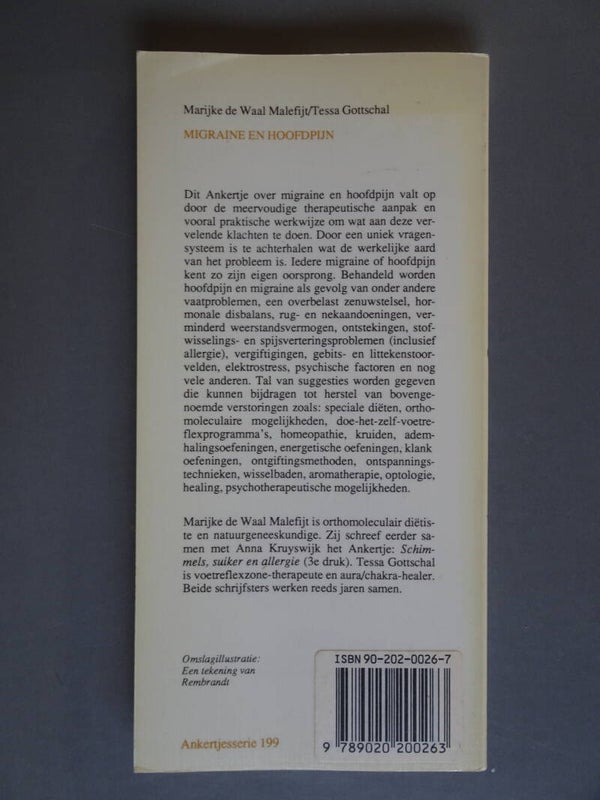 Marijke de Waal Malefijt/Tessa Gottschal
MIGRAINE EN HOOFDPIJN
Dit Ankertje over migraine en hoofdpijn valt op
door de meervoudige therapeutische aanpak en
vooral praktische werkwijze om wat aan deze ver-
velende klachten te doen. Door een uniek vragen-
systeem is te achterhalen wat de werkelijke aard
van het probleem is. Iedere migraine of hoofdpijn
kent zo zijn eigen oorsprong. Behandeld worden
hoofdpijn en migraine als gevolg van onder andere
vaatproblemen, een overbelast zenuwstelsel, hor-
monale disbalans, rug- en nekaandoeningen, ver-
minderd weerstandsvermogen, ontstekingen, stof-
wisselings- en spijsverteringsproblemen (inclusief
allergie), vergiftigingen, gebits- en littekenstoor-
velden, elektrostress, psychische factoren en nog
vele anderen. Tal van suggesties worden gegeven
die kunnen bijdragen tot herstel van bovenge-
noemde verstoringen zoals: speciale diëten, ortho-
moleculaire mogelijkheden, doe-het-zelf-voetre-
flexprogramma's, homeopathie, kruiden, adem-
halingsoefeningen, energetische oefeningen, klank
oefeningen, ontgiftingsmethoden, ontspannings-
technieken, wisselbaden, aromatherapie, optologie,
healing, psychotherapeutische mogelijkheden.
Marijke de Waal Malefijt is orthomoleculair diëtis-
te en natuurgeneeskundige. Zij schreef eerder sa-
men met Anna Kruyswijk het Ankertje: Schim-
mels, suiker en allergie (3e druk). Tessa Gottschal
is voetreflexzone-therapeute en aura/chakra-healer.
Beide schrijfsters werken reeds jaren samen.
Omslagillustratie:
Een tekening van
Rembrandt
Ankertjesserie 199
ISBN 90-202-0026-7
9 789020 200263